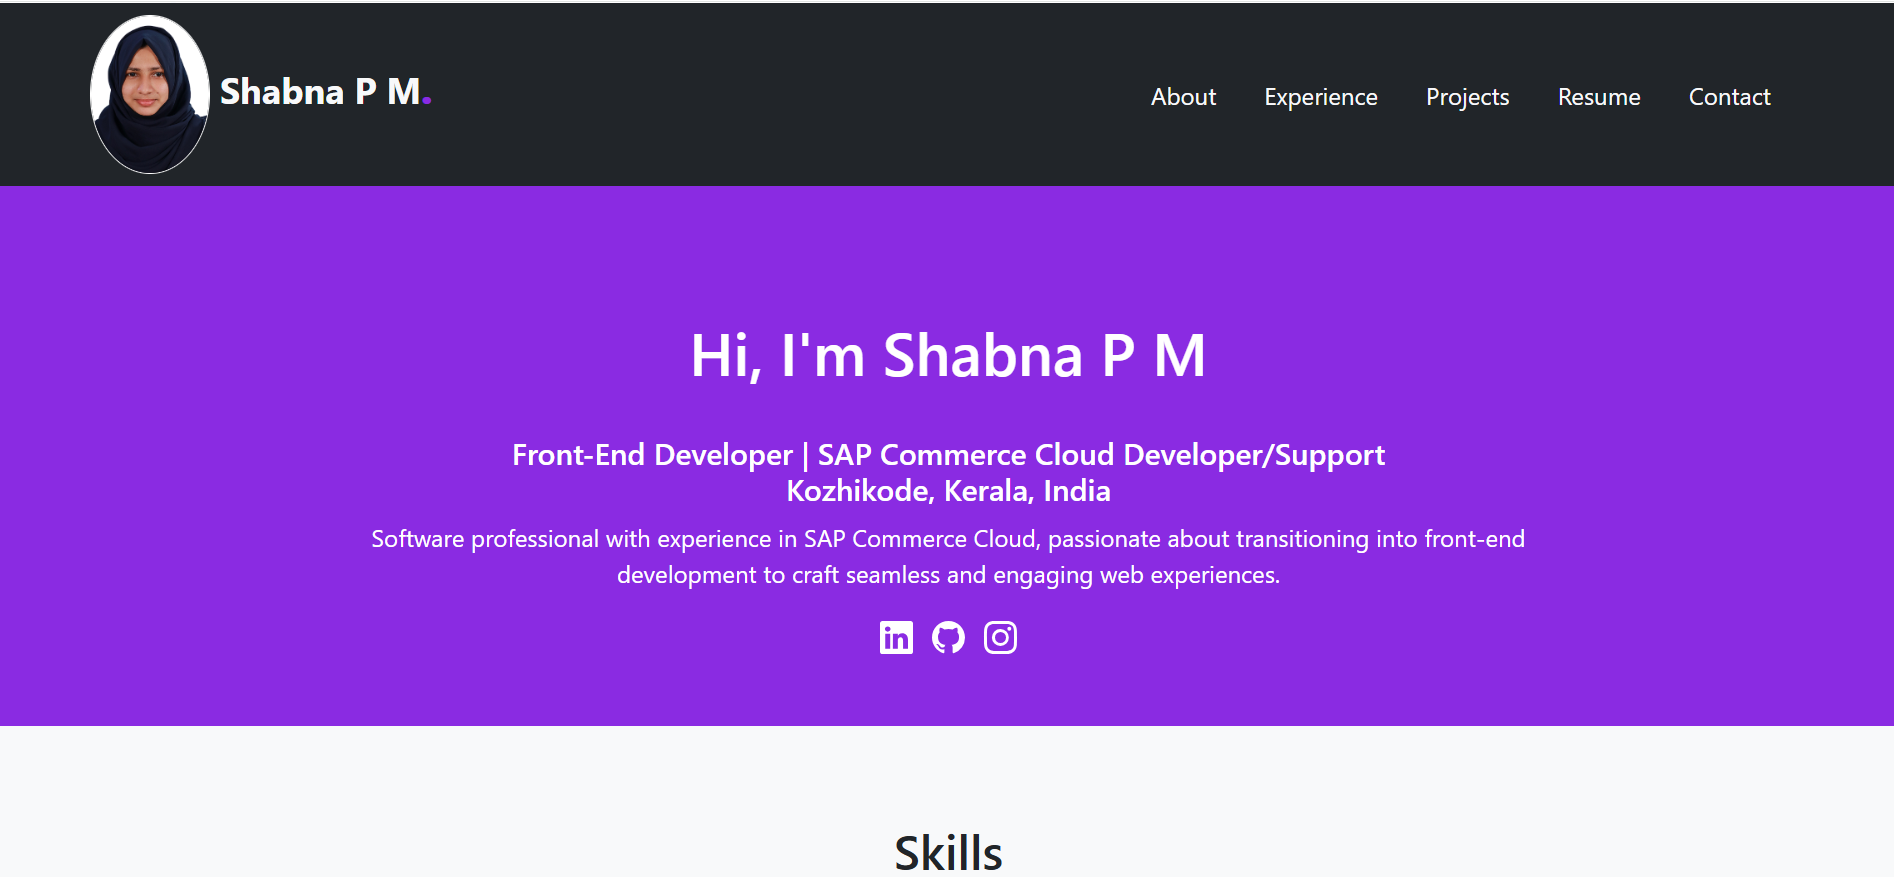 Shabna P M.
About Experience Projects Resume Contact
Hi, I'm Shabna P M
Front-End Developer | SAP Commerce Cloud Developer/Support
Kozhikode, Kerala, India
Software professional with experience in SAP Commerce Cloud, passionate about transitioning into front-end
development to craft seamless and engaging web experiences.
in
Skills